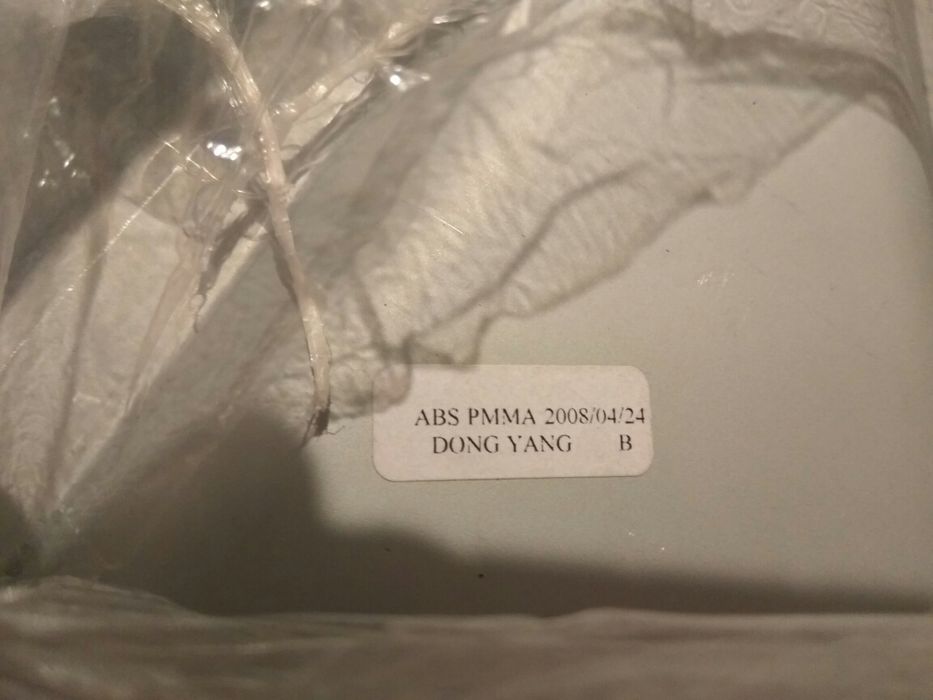 ABS PMMA 2008/04/24
DONG YANG B